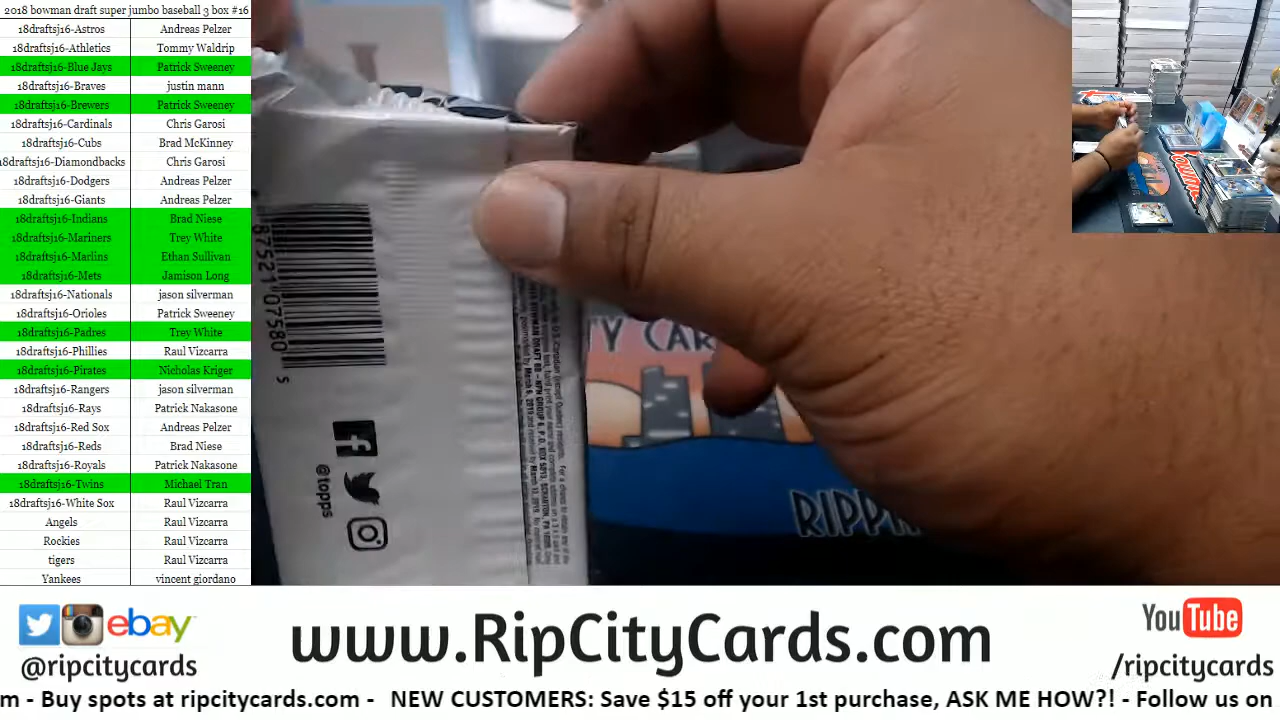 2018 bowman draft super jumbo baseball 3 box #16
18draftsj16-Astros Andreas Pelzer
18draftsj16-Athletics Tommy Waldrip
18draftsj16-Blue Jays Patrick Sweeney
18draftsj16-Braves justin mann
18draftsj16-Brewers Patrick Sweeney
18draftsj16-Cardinals Chris Garosi
18draftsj16-Cubs Brad McKinney
18draftsj16-Diamondbacks Chris Garosi
18draftsj16-Dodgers Andreas Pelzer
18draftsj16-Giants Andreas Pelzer
18draftsj16-Indians Brad Niese
18draftsj16-Mariners Trey White
18draftsj16-Marlins Ethan Sullivan
18draftsj16-Mets Jamison Long
18draftsj16-Nationals jason silverman
18draftsj16-Orioles Patrick Sweeney
18draftsj16-Padres Trey White
18draftsj16-Phillies Raul Vizcarra
18draftsj16-Pirates Nicholas Kriger
18draftsj16-Rangers jason silverman
18draftsj16-Rays Patrick Nakasone
18draftsj16-Red Sox Andreas Pelzer
18draftsj16-Reds Brad Niese
18draftsj16-Royals Patrick Nakasone
18draftsj16-Twins Michael Tran
18draftsj16-White Sox Raul Vizcarra
Angels Raul Vizcarra
Rockies Raul Vizcarra
tigers Raul Vizcarra
Yankees vincent giordano
87521 07580 5
@topps
TY CAR
RIPPI
ebay
@ripcitycards
www.RipCityCards.com
YouTube
/ripcitycards
m - Buy spots at ripcitycards.com - NEW CUSTOMERS: Save $15 off your 1st purchase, ASK ME HOW?! - Follow us on